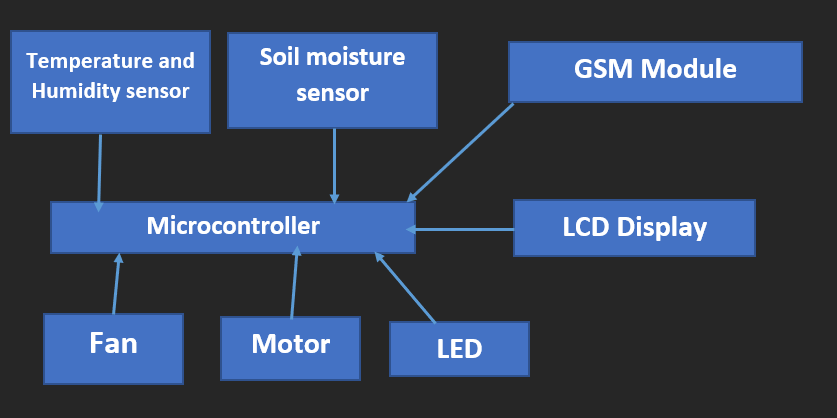 Temperature and
Humidity sensor
Soil moisture
sensor
GSM Module
Microcontroller
LCD Display
Fan
Motor
LED